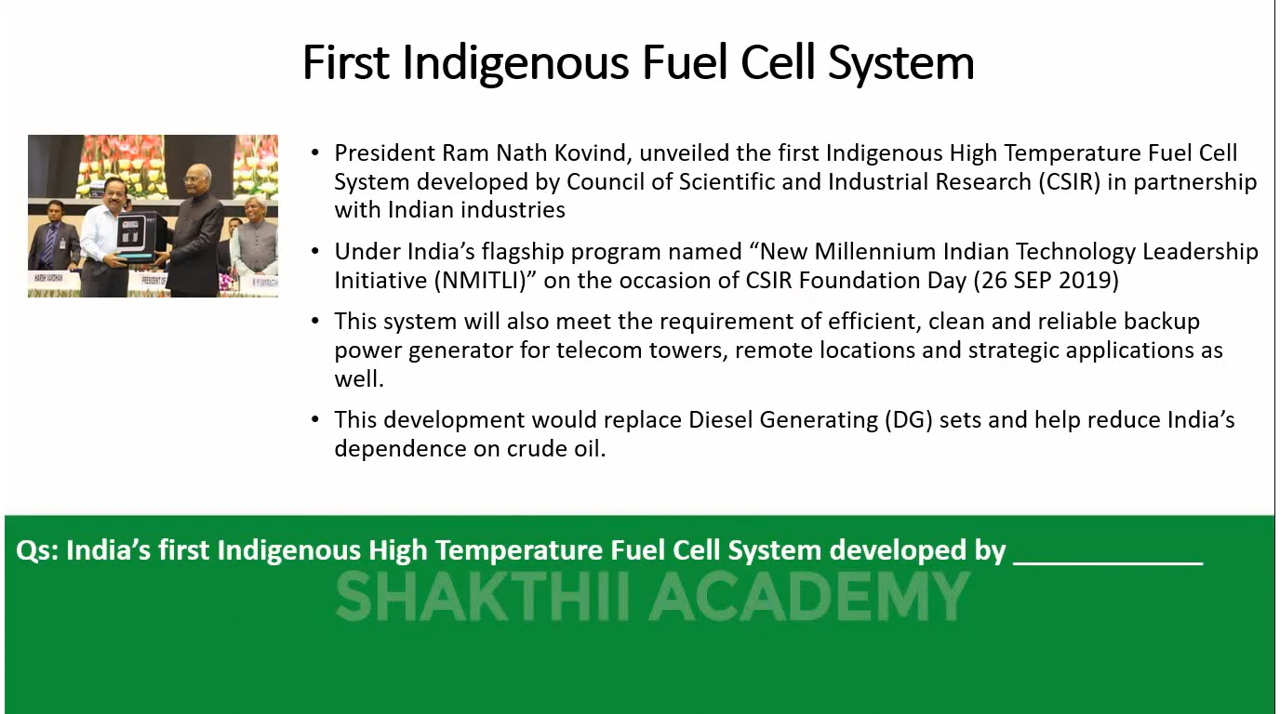 First Indigenous Fuel Cell System
• President Ram Nath Kovind, unveiled the first Indigenous High Temperature Fuel Cell
System developed by Council of Scientific and Industrial Research (CSIR) in partnership
with Indian industries
• Under India’s flagship program named “New Millennium Indian Technology Leadership
Initiative (NMITLI)” on the occasion of CSIR Foundation Day (26 SEP 2019)
• This system will also meet the requirement of efficient, clean and reliable backup
power generator for telecom towers, remote locations and strategic applications as
well.
• This development would replace Diesel Generating (DG) sets and help reduce India’s
dependence on crude oil.
HARSH VARDHAN
PRESIDENT OF
Qs: India’s first Indigenous High Temperature Fuel Cell System developed by _____________
SHAKTHII ACADEMY